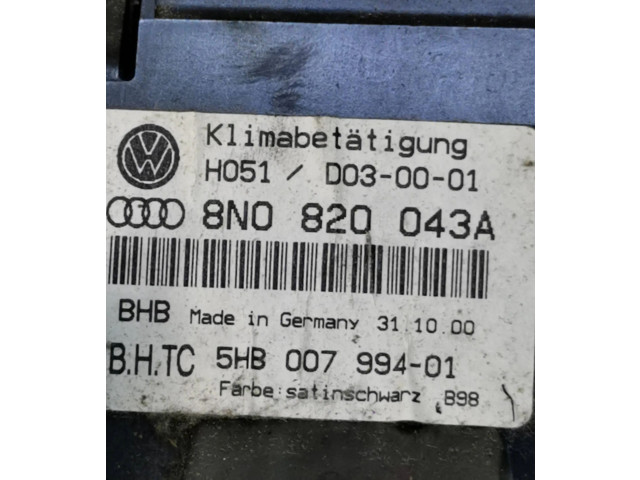 Klimabetätigung
H051 / D03-00-01
8N0 820 043A
BHB Made in Germany 31.10.00
B.H.TC 5HB 007 994-01
Farbe:satinschwarz B98